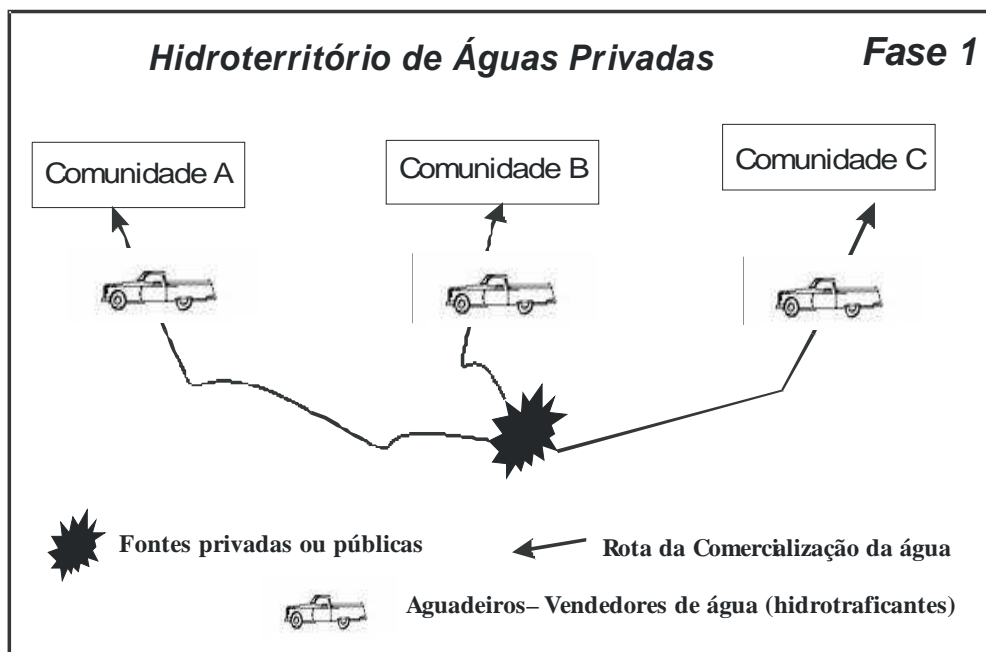 Hidroterritório de Águas Privadas
Fase 1
Comunidade A
Comunidade B
Comunidade C
Fontes privadas ou públicas
Rota da Comercialização da água
Aguadeiros– Vendedores de água (hidrotraficantes)